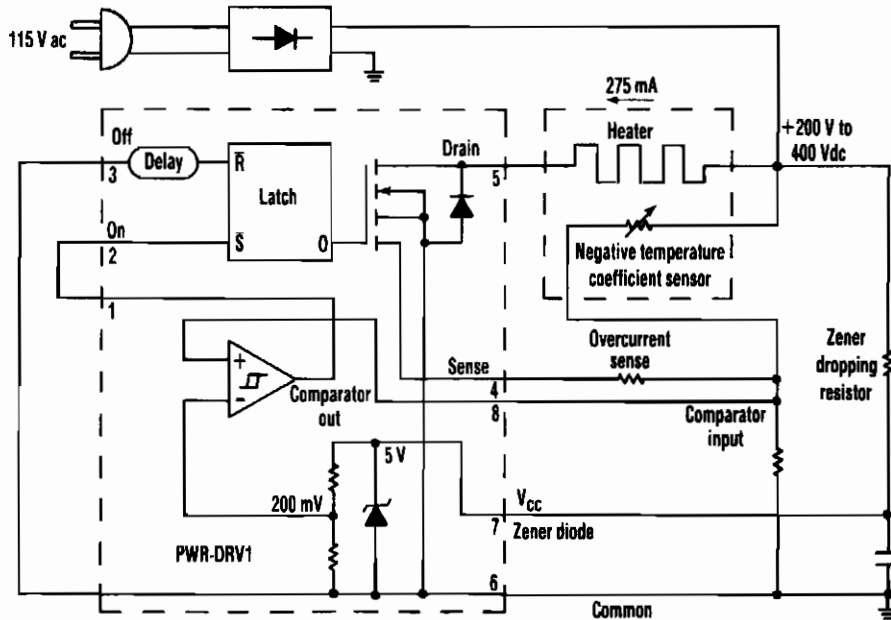 115 V ac
275 mA
Off
Heater
+200 V to
400 Vdc
Delay
R
Drain
3
5
Latch
On
S
O
2
Negative temperature
coefficient sensor
1
Overcurrent
sense
Zener
dropping
resistor
+
Sense
-
Comparator
out
4
8
Comparator
input
5 V
200 mV
VCC
7
Zener diode
PWR-DRV1
6
Common